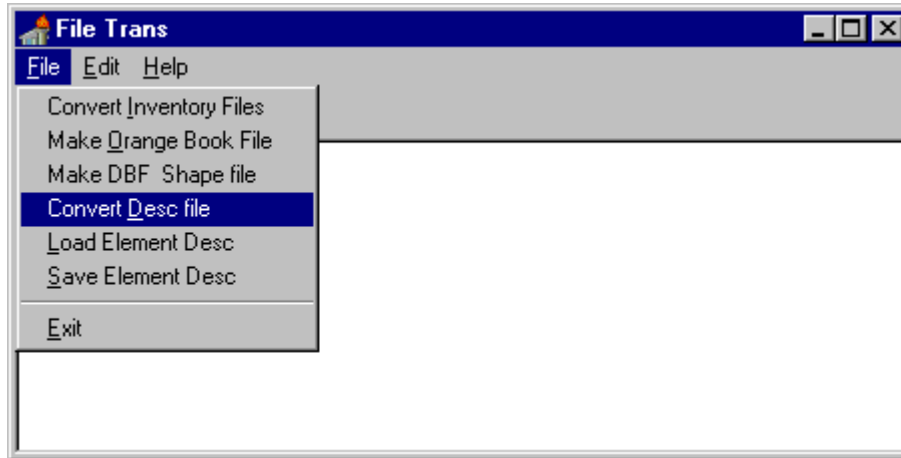 File Trans
File Edit Help
Convert Inventory Files
Make Orange Book File
Make DBF  Shape file
Convert Desc file
Load Element Desc
Save Element Desc
Exit